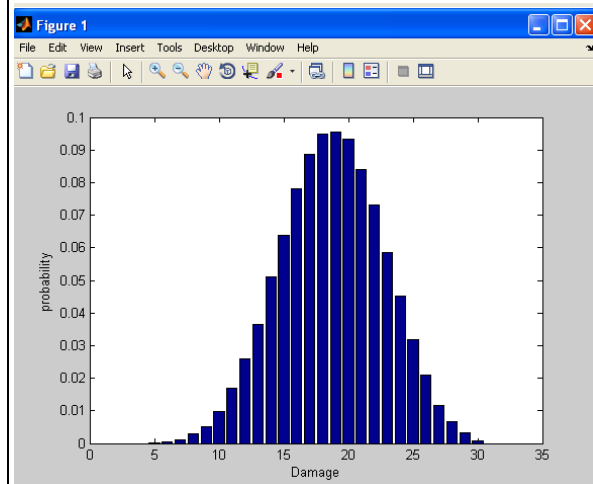 Figure 1
File Edit View Insert Tools Desktop Window Help
0.1
0.09
0.08
0.07
0.06
0.05
0.04
0.03
0.02
0.01
0
probability
0 5 10 15 20 25 30 35
Damage